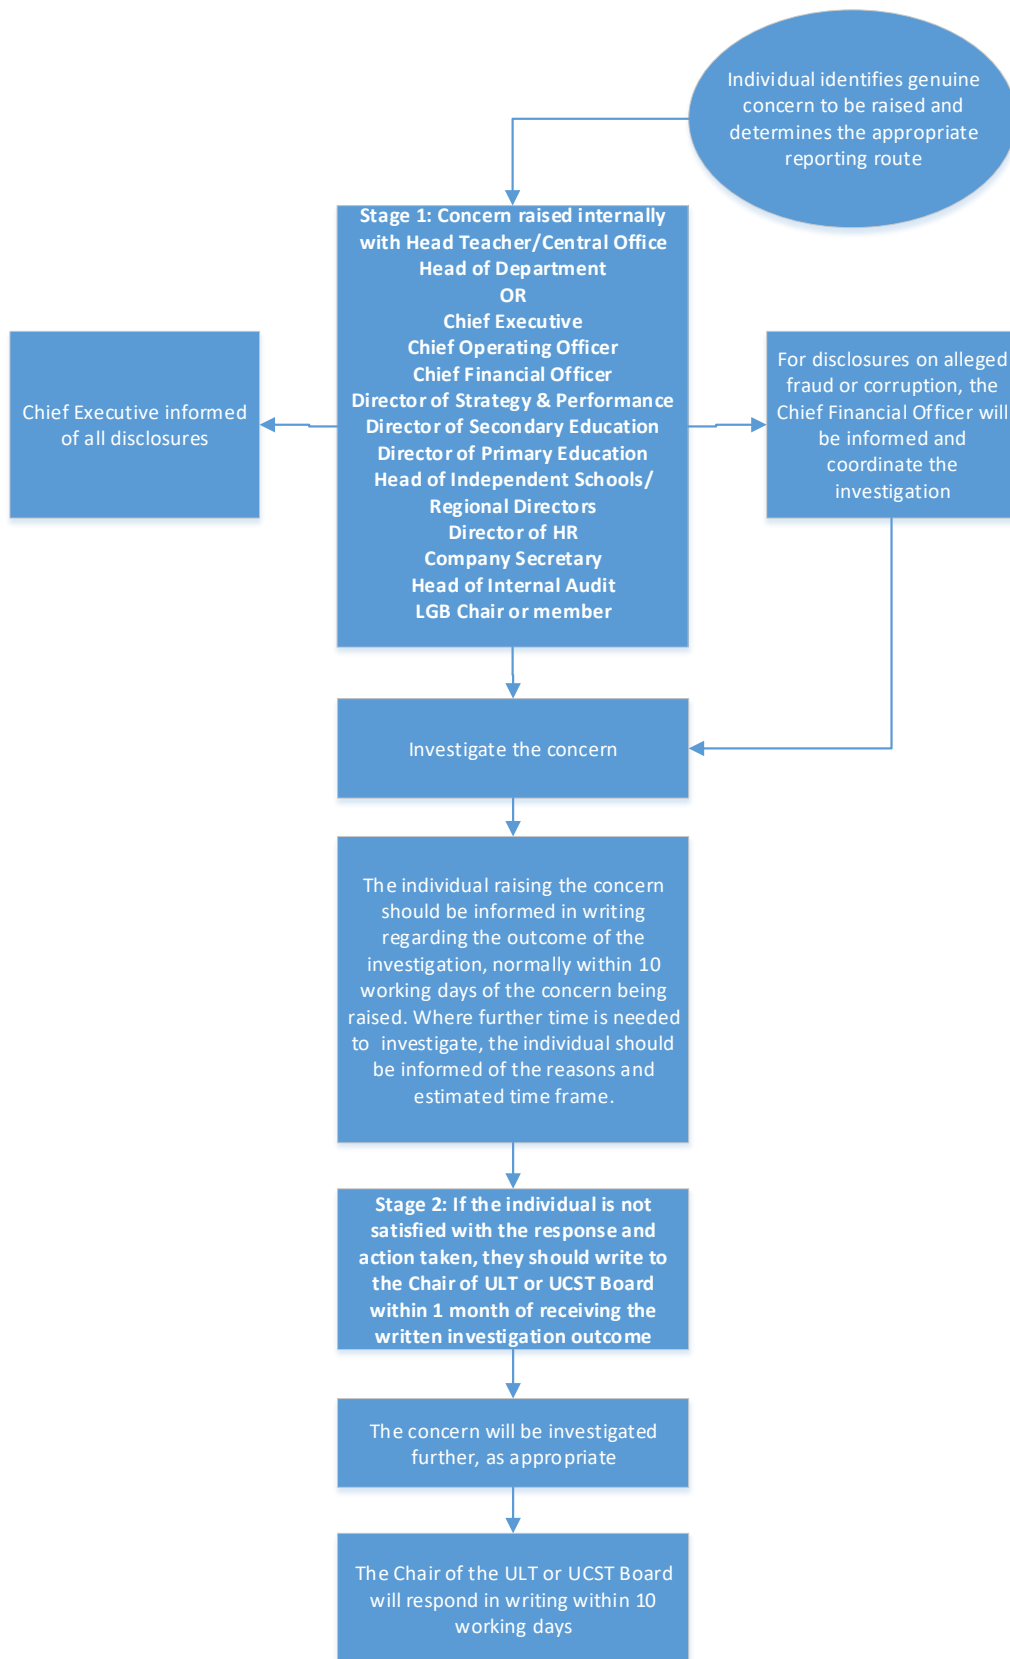 Individual identifies genuine
concern to be raised and
determines the appropriate
reporting route
Stage 1: Concern raised internally
with Head Teacher/Central Office
Head of Department
OR
Chief Executive
Chief Operating Officer
Chief Financial Officer
Director of Strategy & Performance
Director of Secondary Education
Director of Primary Education
Head of Independent Schools/
Regional Directors
Director of HR
Company Secretary
Head of Internal Audit
LGB Chair or member
Chief Executive informed
of all disclosures
For disclosures on alleged
fraud or corruption, the
Chief Financial Officer will
be informed and
coordinate the
investigation
Investigate the concern
The individual raising the concern
should be informed in writing
regarding the outcome of the
investigation, normally within 10
working days of the concern being
raised. Where further time is needed
to investigate, the individual should
be informed of the reasons and
estimated time frame.
Stage 2: If the individual is not
satisfied with the response and
action taken, they should write to
the Chair of ULT or UCST Board
within 1 month of receiving the
written investigation outcome
The concern will be investigated
further, as appropriate
The Chair of the ULT or UCST Board
will respond in writing within 10
working days